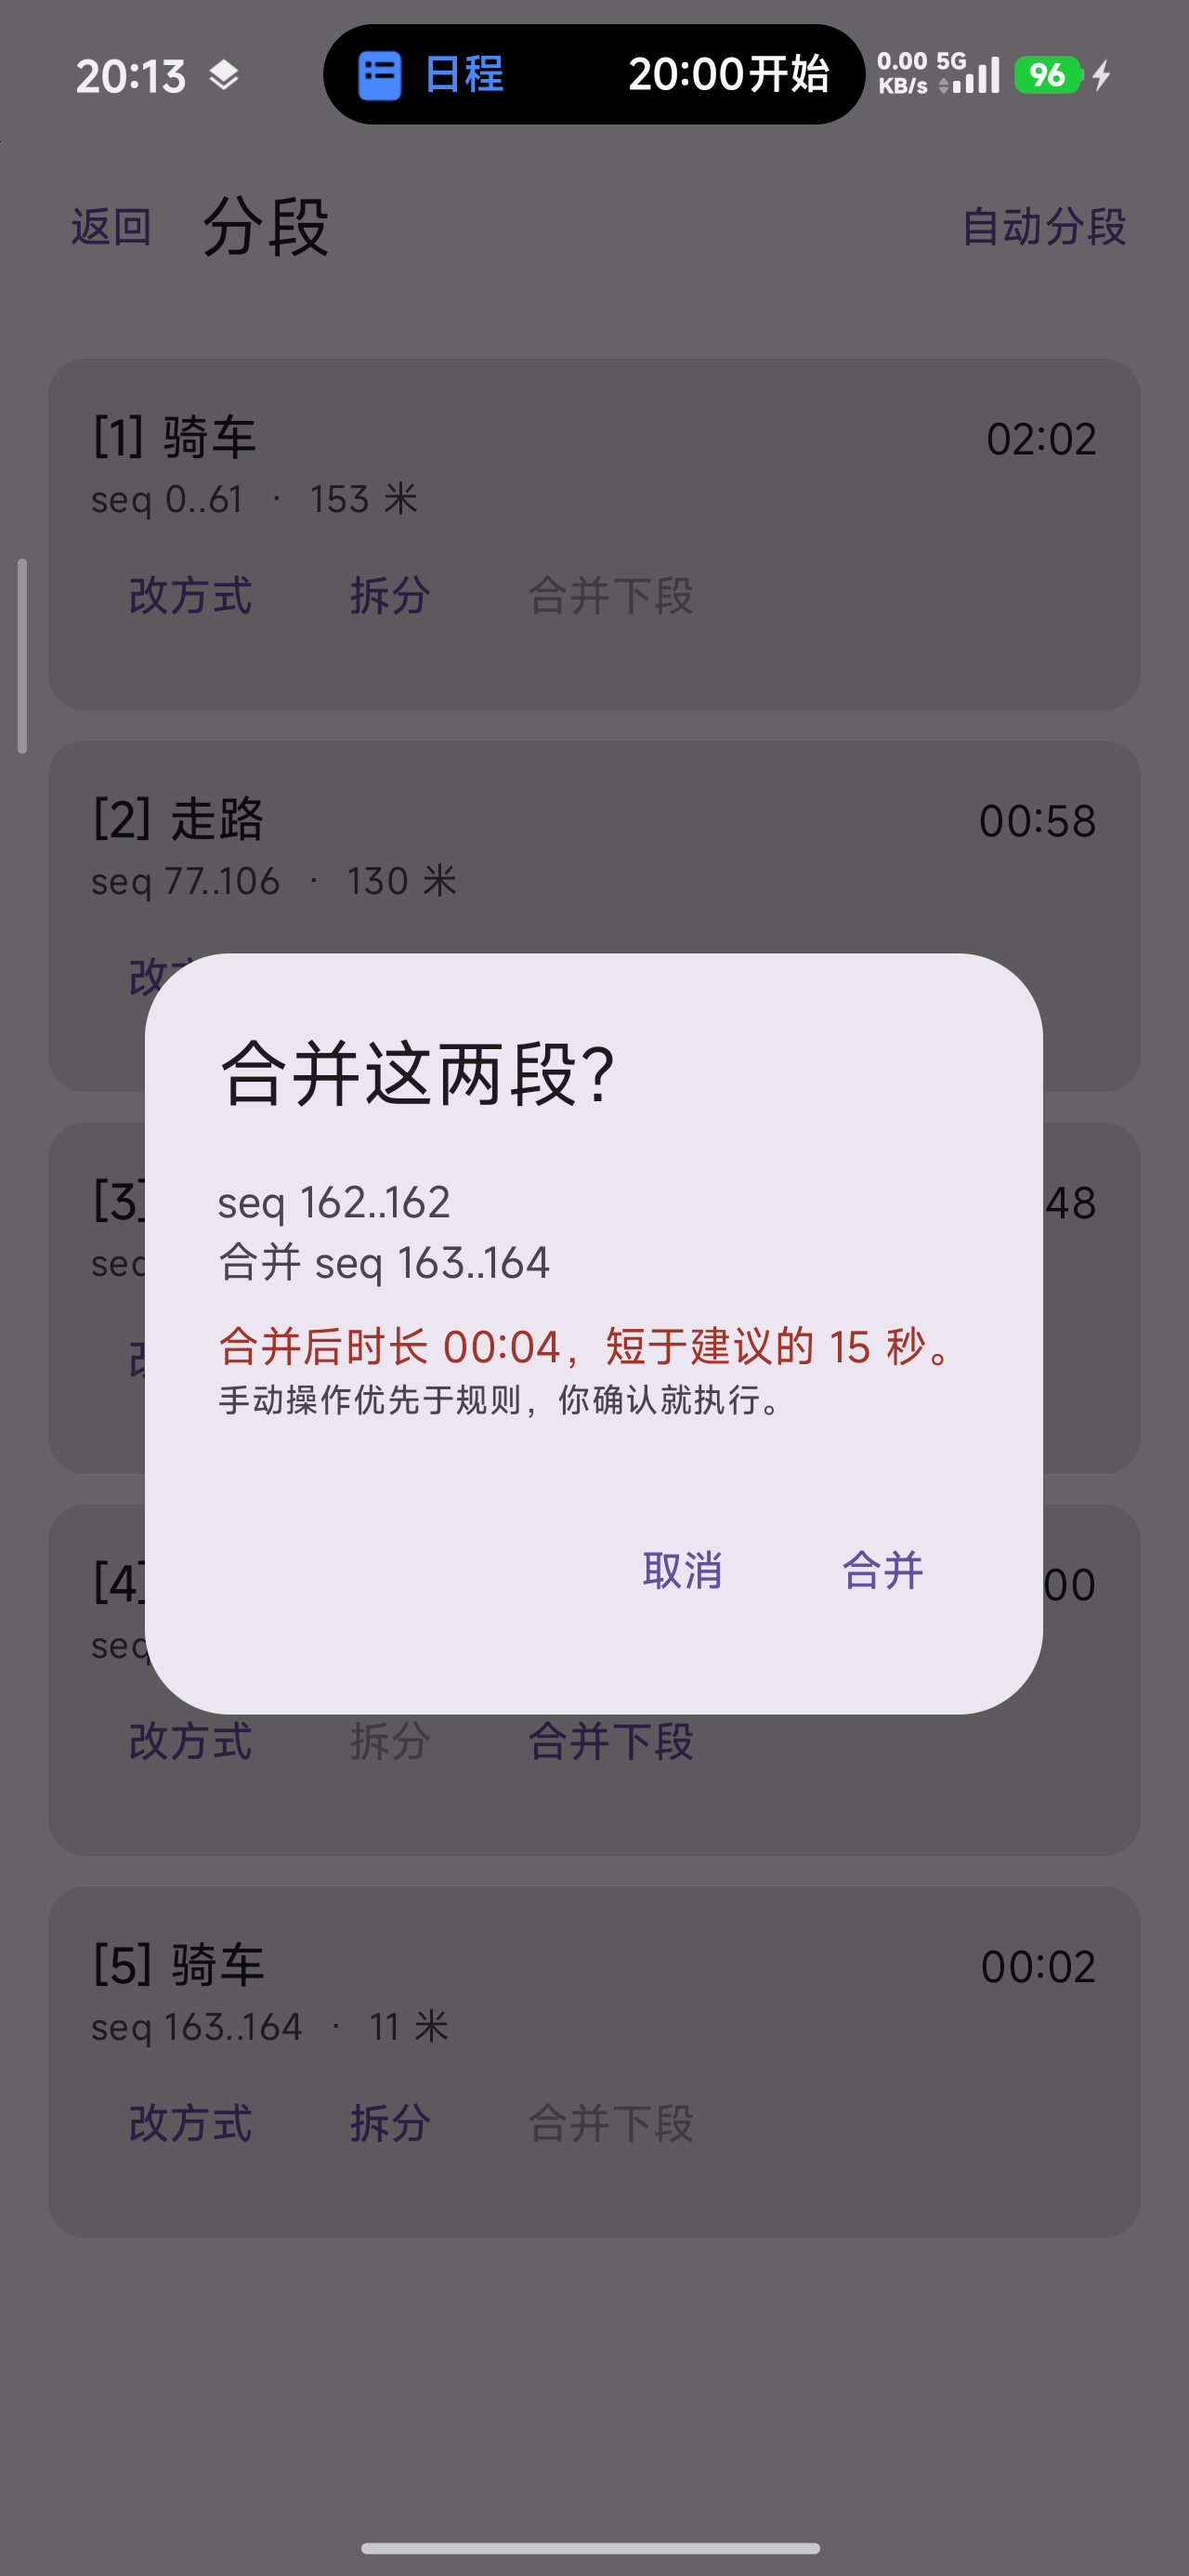 20:13
日程 20:00开始
0.00 5G
KB/s
96
返回 分段 自动分段
[1] 骑车 02:02
seq 0..61 · 153 米
改方式 拆分 合并下段
[2] 走路 00:58
seq 77..106 · 130 米
合并这两段?
seq 162..162
合并 seq 163..164
合并后时长 00:04，短于建议的 15 秒。
手动操作优先于规则，你确认就执行。
取消 合并
[3]
48
[4]
00
改方式 拆分 合并下段
[5] 骑车 00:02
seq 163..164 · 11 米
改方式 拆分 合并下段